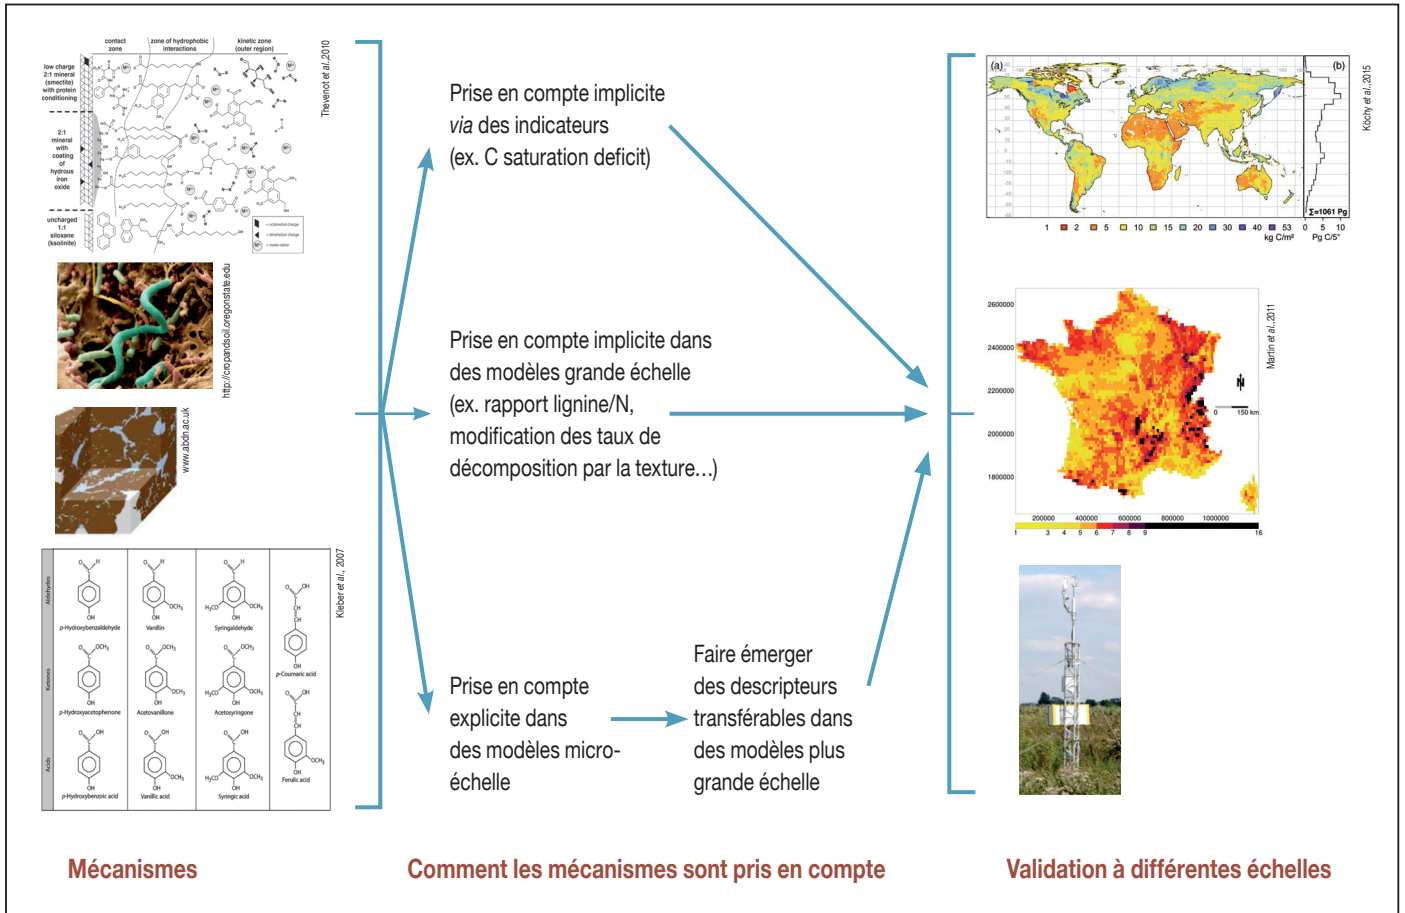 contact
zone
zone of hydrophobic
interactions
kinetic zone
(outer region)
low charge
2:1 mineral
(smectite)
with protein
conditioning
2:1
mineral
with
coating
of
hydrous
iron
oxide
uncharged
1:1
siloxane
(kaolinite)
= octahedral charge
= tetrahedral charge
= metal cation
Thevenot et al.,2010
http://cropandsoil.oregonstate.edu
www.abdn.ac.uk
Aldehydes
p-Hydroxybenzaldehyde
Vanillin
Syringaldehyde
p-Coumaric acid
Ketones
p-Hydroxyacetophenone
Acetovanillone
Acetosyringone
Acids
p-Hydroxybenzoic acid
Vanillic acid
Syringic acid
Ferulic acid
Kleber et al., 2007
Prise en compte implicite
via des indicateurs
(ex. C saturation deficit)
Prise en compte implicite dans
des modèles grande échelle
(ex. rapport lignine/N,
modification des taux de
décomposition par la texture…)
Prise en compte
explicite dans
des modèles micro-
échelle
Faire émerger
des descripteurs
transférables dans
des modèles plus
grande échelle
(a)
(b)
Σ=1061 Pg
1 2 5 10 15 20 30 40 53
kg C/m²
0 5 10
Pg C/5°
Köchy et al.,2015
2600000
2400000
2200000
2000000
1800000
N
0 150 km
200000 400000 600000 800000 1000000
1 3 4 5 6 7 8 9 16
Martin et al.,2011
Mécanismes
Comment les mécanismes sont pris en compte
Validation à différentes échelles